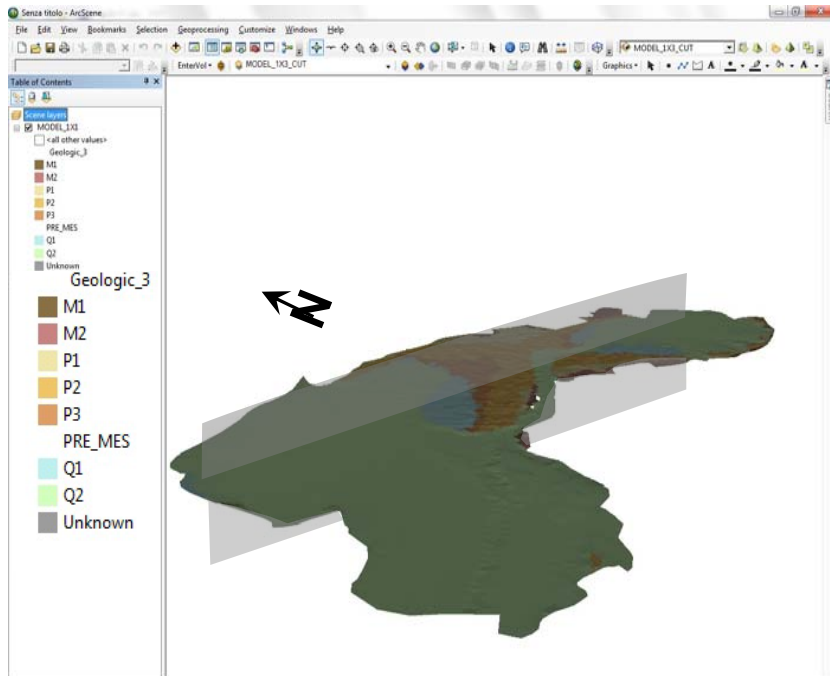 Senza titolo - ArcScene
File Edit View Bookmarks Selection Geoprocessing Customize Windows Help
MODEL_1X3_CUT
EnterVol MODEL_1X3_CUT Graphics A A
Table of Contents
Scene layers
MODEL_1X1
<all other values>
Geologic_3
M1
M2
P1
P2
P3
PRE_MES
Q1
Q2
Unknown
Geologic_3
M1
M2
P1
P2
P3
PRE_MES
Q1
Q2
Unknown
N